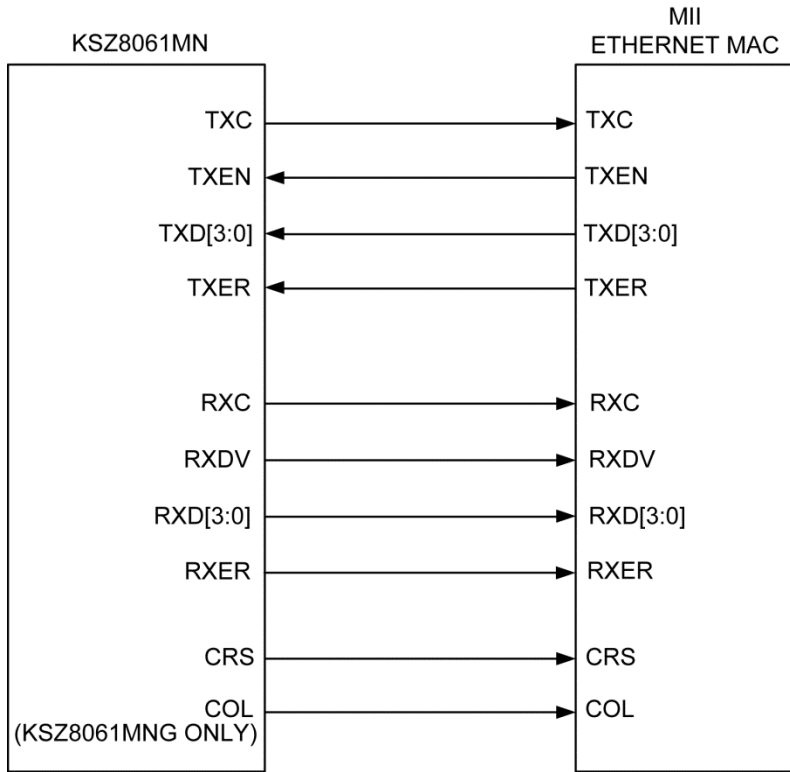 KSZ8061MN
MII
ETHERNET MAC
TXC TXC
TXEN TXEN
TXD[3:0] TXD[3:0]
TXER TXER
RXC RXC
RXDV RXDV
RXD[3:0] RXD[3:0]
RXER RXER
CRS CRS
COL COL
(KSZ8061MNG ONLY)